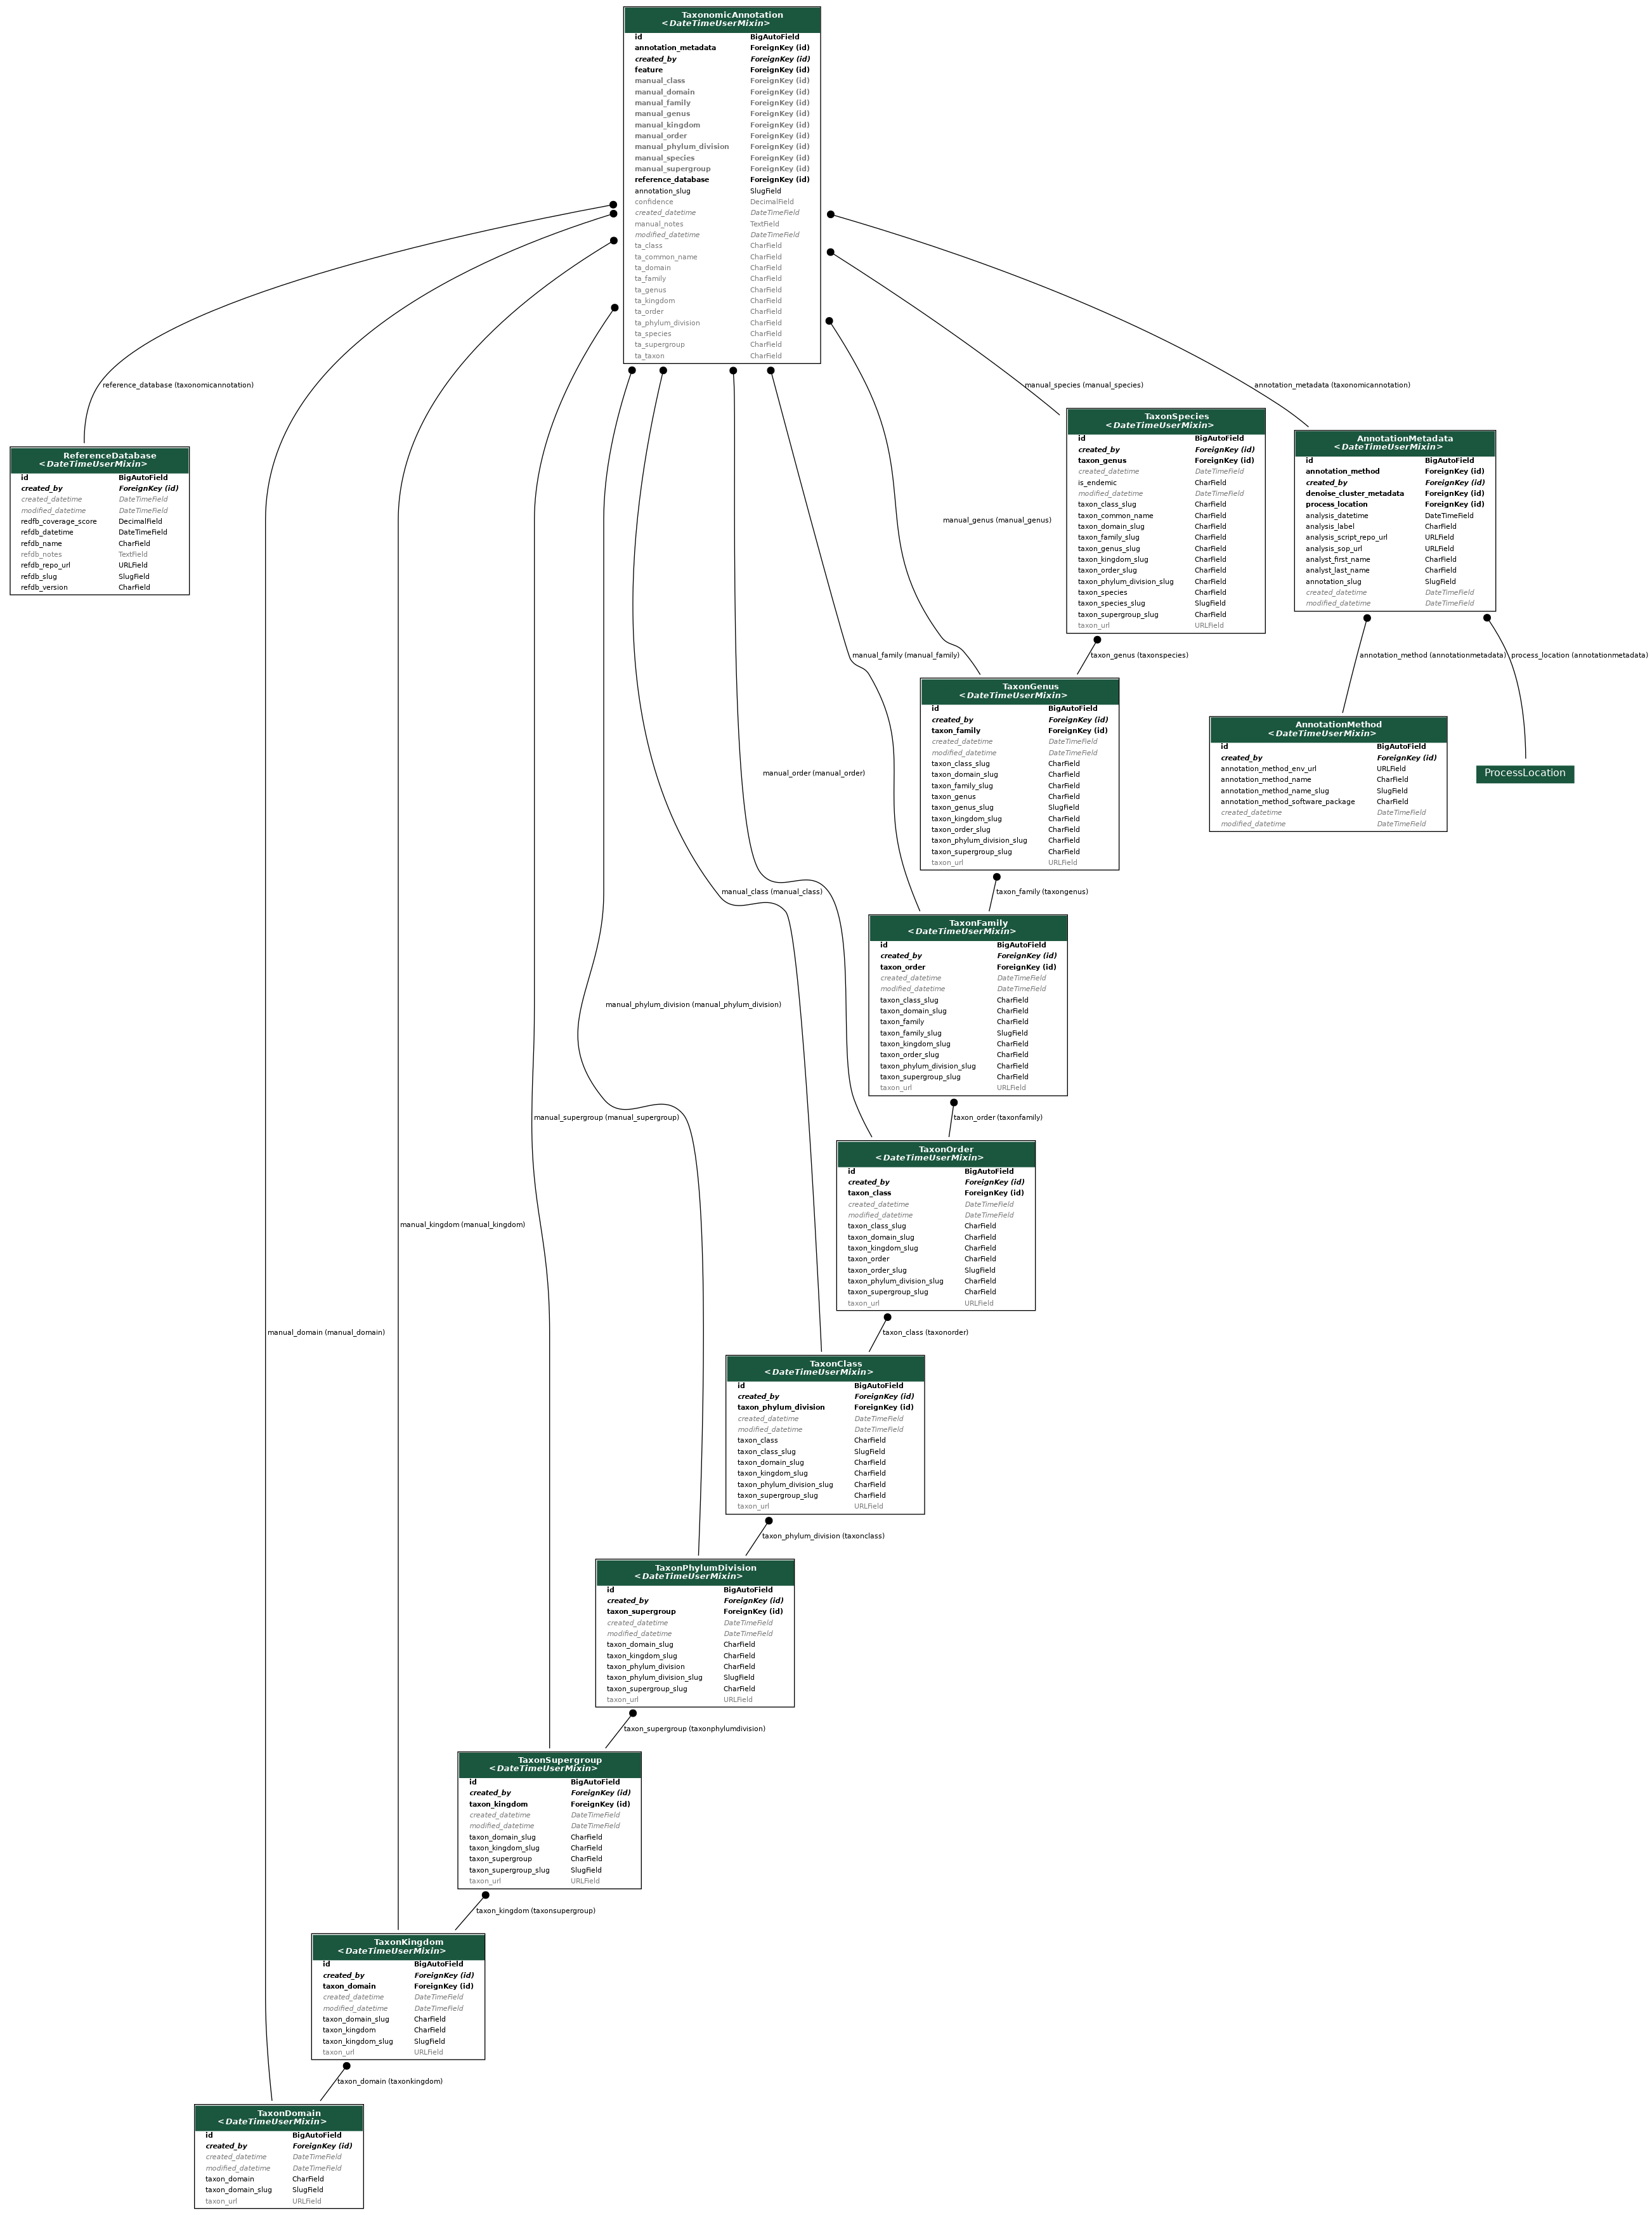 TaxonomicAnnotation
<DateTimeUserMixin>
id BigAutoField
annotation_metadata ForeignKey (id)
created_by ForeignKey (id)
feature ForeignKey (id)
manual_class ForeignKey (id)
manual_domain ForeignKey (id)
manual_family ForeignKey (id)
manual_genus ForeignKey (id)
manual_kingdom ForeignKey (id)
manual_order ForeignKey (id)
manual_phylum_division ForeignKey (id)
manual_species ForeignKey (id)
manual_supergroup ForeignKey (id)
reference_database ForeignKey (id)
annotation_slug SlugField
confidence DecimalField
created_datetime DateTimeField
manual_notes TextField
modified_datetime DateTimeField
ta_class CharField
ta_common_name CharField
ta_domain CharField
ta_family CharField
ta_genus CharField
ta_kingdom CharField
ta_order CharField
ta_phylum_division CharField
ta_species CharField
ta_supergroup CharField
ta_taxon CharField
reference_database (taxonomicannotation)
manual_species (manual_species)
annotation_metadata (taxonomicannotation)
ReferenceDatabase
<DateTimeUserMixin>
id BigAutoField
created_by ForeignKey (id)
created_datetime DateTimeField
modified_datetime DateTimeField
redfb_coverage_score DecimalField
refdb_datetime DateTimeField
refdb_name CharField
refdb_notes TextField
refdb_repo_url URLField
refdb_slug SlugField
refdb_version CharField
TaxonSpecies
<DateTimeUserMixin>
id BigAutoField
created_by ForeignKey (id)
taxon_genus ForeignKey (id)
created_datetime DateTimeField
is_endemic CharField
modified_datetime DateTimeField
taxon_class_slug CharField
taxon_common_name CharField
taxon_domain_slug CharField
taxon_family_slug CharField
taxon_genus_slug CharField
taxon_kingdom_slug CharField
taxon_order_slug CharField
taxon_phylum_division_slug CharField
taxon_species CharField
taxon_species_slug SlugField
taxon_supergroup_slug CharField
taxon_url URLField
AnnotationMetadata
<DateTimeUserMixin>
id BigAutoField
annotation_method ForeignKey (id)
created_by ForeignKey (id)
denoise_cluster_metadata ForeignKey (id)
process_location ForeignKey (id)
analysis_datetime DateTimeField
analysis_label CharField
analysis_script_repo_url URLField
analysis_sop_url URLField
analyst_first_name CharField
analyst_last_name CharField
annotation_slug SlugField
created_datetime DateTimeField
modified_datetime DateTimeField
manual_genus (manual_genus)
manual_family (manual_family)
taxon_genus (taxonspecies)
annotation_method (annotationmetadata)
process_location (annotationmetadata)
TaxonGenus
<DateTimeUserMixin>
id BigAutoField
created_by ForeignKey (id)
taxon_family ForeignKey (id)
created_datetime DateTimeField
modified_datetime DateTimeField
taxon_class_slug CharField
taxon_domain_slug CharField
taxon_family_slug CharField
taxon_genus CharField
taxon_genus_slug SlugField
taxon_kingdom_slug CharField
taxon_order_slug CharField
taxon_phylum_division_slug CharField
taxon_supergroup_slug CharField
taxon_url URLField
AnnotationMethod
<DateTimeUserMixin>
id BigAutoField
created_by ForeignKey (id)
annotation_method_env_url URLField
annotation_method_name CharField
annotation_method_name_slug SlugField
annotation_method_software_package CharField
created_datetime DateTimeField
modified_datetime DateTimeField
ProcessLocation
manual_order (manual_order)
manual_class (manual_class)
taxon_family (taxongenus)
TaxonFamily
<DateTimeUserMixin>
id BigAutoField
created_by ForeignKey (id)
taxon_order ForeignKey (id)
created_datetime DateTimeField
modified_datetime DateTimeField
taxon_class_slug CharField
taxon_domain_slug CharField
taxon_family CharField
taxon_family_slug SlugField
taxon_kingdom_slug CharField
taxon_order_slug CharField
taxon_phylum_division_slug CharField
taxon_supergroup_slug CharField
taxon_url URLField
manual_phylum_division (manual_phylum_division)
manual_supergroup (manual_supergroup)
taxon_order (taxonfamily)
TaxonOrder
<DateTimeUserMixin>
id BigAutoField
created_by ForeignKey (id)
taxon_class ForeignKey (id)
created_datetime DateTimeField
modified_datetime DateTimeField
taxon_class_slug CharField
taxon_domain_slug CharField
taxon_kingdom_slug CharField
taxon_order CharField
taxon_order_slug SlugField
taxon_phylum_division_slug CharField
taxon_supergroup_slug CharField
taxon_url URLField
manual_kingdom (manual_kingdom)
manual_domain (manual_domain)
taxon_class (taxonorder)
TaxonClass
<DateTimeUserMixin>
id BigAutoField
created_by ForeignKey (id)
taxon_phylum_division ForeignKey (id)
created_datetime DateTimeField
modified_datetime DateTimeField
taxon_class CharField
taxon_class_slug SlugField
taxon_domain_slug CharField
taxon_kingdom_slug CharField
taxon_phylum_division_slug CharField
taxon_supergroup_slug CharField
taxon_url URLField
taxon_phylum_division (taxonclass)
TaxonPhylumDivision
<DateTimeUserMixin>
id BigAutoField
created_by ForeignKey (id)
taxon_supergroup ForeignKey (id)
created_datetime DateTimeField
modified_datetime DateTimeField
taxon_domain_slug CharField
taxon_kingdom_slug CharField
taxon_phylum_division CharField
taxon_phylum_division_slug SlugField
taxon_supergroup_slug CharField
taxon_url URLField
taxon_supergroup (taxonphylumdivision)
TaxonSupergroup
<DateTimeUserMixin>
id BigAutoField
created_by ForeignKey (id)
taxon_kingdom ForeignKey (id)
created_datetime DateTimeField
modified_datetime DateTimeField
taxon_domain_slug CharField
taxon_kingdom_slug CharField
taxon_supergroup CharField
taxon_supergroup_slug SlugField
taxon_url URLField
taxon_kingdom (taxonsupergroup)
TaxonKingdom
<DateTimeUserMixin>
id BigAutoField
created_by ForeignKey (id)
taxon_domain ForeignKey (id)
created_datetime DateTimeField
modified_datetime DateTimeField
taxon_domain_slug CharField
taxon_kingdom CharField
taxon_kingdom_slug SlugField
taxon_url URLField
taxon_domain (taxonkingdom)
TaxonDomain
<DateTimeUserMixin>
id BigAutoField
created_by ForeignKey (id)
created_datetime DateTimeField
modified_datetime DateTimeField
taxon_domain CharField
taxon_domain_slug SlugField
taxon_url URLField